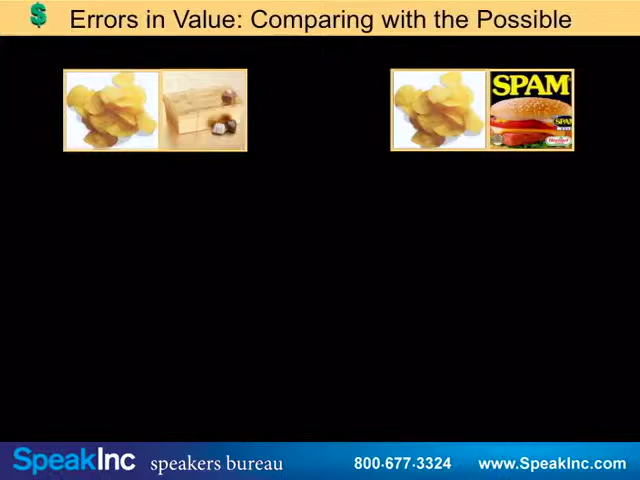 $ Errors in Value: Comparing with the Possible
SPAM
SpeakInc speakers bureau 800-677-3324 www.SpeakInc.com